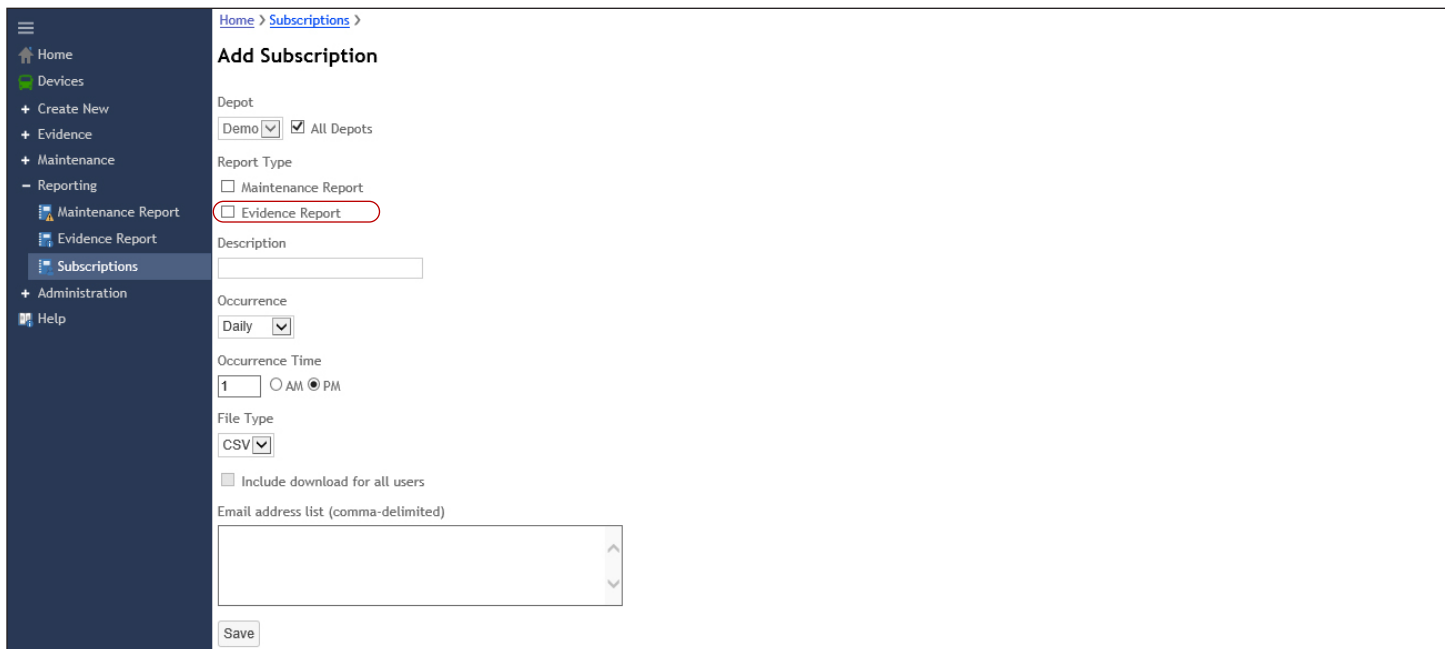 Home
Devices
+ Create New
+ Evidence
+ Maintenance
- Reporting
Maintenance Report
Evidence Report
Subscriptions
+ Administration
Help
Home > Subscriptions >
Add Subscription
Depot
Demo All Depots
Report Type
Maintenance Report
Evidence Report
Description
Occurrence
Daily
Occurrence Time
1 AM PM
File Type
CSV
Include download for all users
Email address list (comma-delimited)
Save